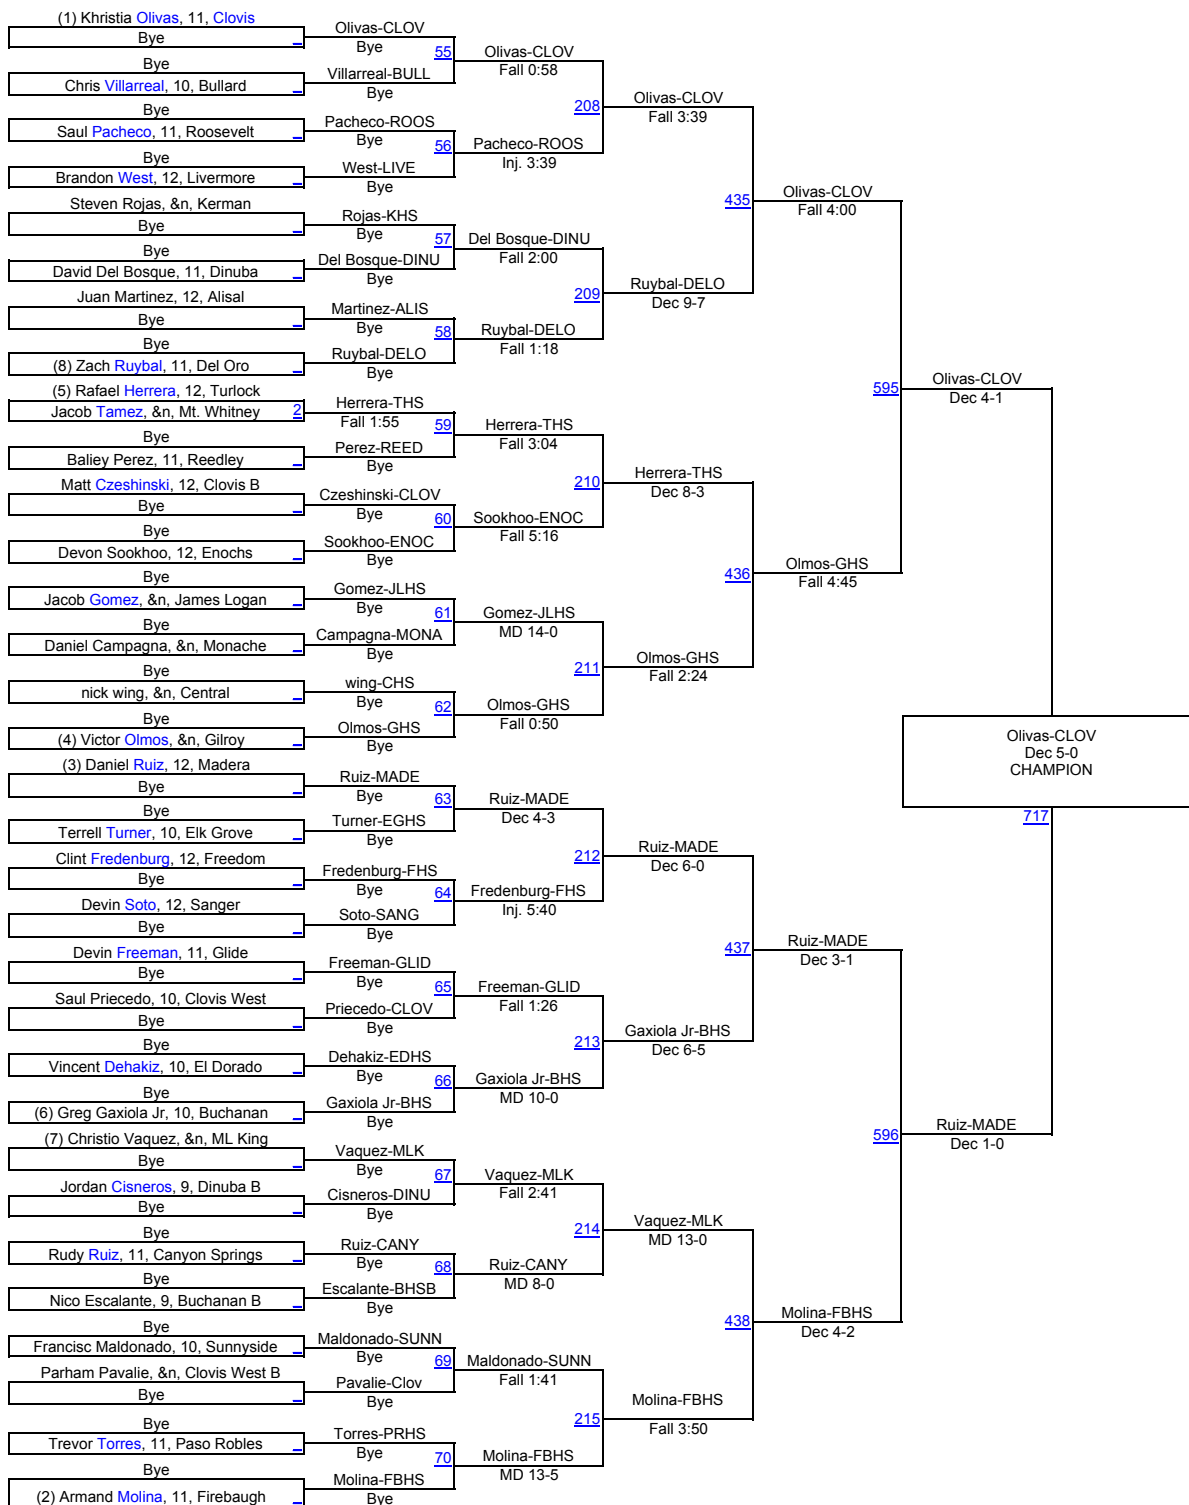 (1) Khristia Olivas, 11, Clovis
Bye
Bye
Chris Villarreal, 10, Bullard
Bye
Saul Pacheco, 11, Roosevelt
Bye
Brandon West, 12, Livermore
Steven Rojas, &n, Kerman
Bye
Bye
David Del Bosque, 11, Dinuba
Juan Martinez, 12, Alisal
Bye
Bye
(8) Zach Ruybal, 11, Del Oro
(5) Rafael Herrera, 12, Turlock
Jacob Tamez, &n, Mt. Whitney 2
Bye
Baliey Perez, 11, Reedley
Matt Czeshinski, 12, Clovis B
Bye
Bye
Devon Sookhoo, 12, Enochs
Bye
Jacob Gomez, &n, James Logan
Bye
Daniel Campagna, &n, Monache
Bye
nick wing, &n, Central
Bye
(4) Victor Olmos, &n, Gilroy
(3) Daniel Ruiz, 12, Madera
Bye
Bye
Terrell Turner, 10, Elk Grove
Clint Fredenburg, 12, Freedom
Bye
Devin Soto, 12, Sanger
Bye
Devin Freeman, 11, Glide
Bye
Saul Priecedo, 10, Clovis West
Bye
Bye
Vincent Dehakiz, 10, El Dorado
Bye
(6) Greg Gaxiola Jr, 10, Buchanan
(7) Christio Vaquez, &n, ML King
Bye
Jordan Cisneros, 9, Dinuba B
Bye
Bye
Rudy Ruiz, 11, Canyon Springs
Bye
Nico Escalante, 9, Buchanan B
Bye
Francisc Maldonado, 10, Sunnyside
Parham Pavalie, &n, Clovis West B
Bye
Bye
Trevor Torres, 11, Paso Robles
Bye
(2) Armand Molina, 11, Firebaugh
Olivas-CLOV
Bye
55
Villarreal-BULL
Bye
Pacheco-ROOS
Bye
56
West-LIVE
Bye
Rojas-KHS
Bye
57
Del Bosque-DINU
Bye
Martinez-ALIS
Bye
58
Ruybal-DELO
Bye
Herrera-THS
Fall 1:55
59
Perez-REED
Bye
Czeshinski-CLOV
Bye
60
Sookhoo-ENOC
Bye
Gomez-JLHS
Bye
61
Campagna-MONA
Bye
wing-CHS
Bye
62
Olmos-GHS
Bye
Ruiz-MADE
Bye
63
Turner-EGHS
Bye
Fredenburg-FHS
Bye
64
Soto-SANG
Bye
Freeman-GLID
Bye
65
Priecedo-CLOV
Bye
Dehakiz-EDHS
Bye
66
Gaxiola Jr-BHS
Bye
Vaquez-MLK
Bye
67
Cisneros-DINU
Bye
Ruiz-CANY
Bye
68
Escalante-BHSB
Bye
Maldonado-SUNN
Bye
69
Pavalie-Clov
Bye
Torres-PRHS
Bye
70
Molina-FBHS
Bye
Olivas-CLOV
Fall 0:58
208
Pacheco-ROOS
Inj. 3:39
Del Bosque-DINU
Fall 2:00
209
Ruybal-DELO
Fall 1:18
Herrera-THS
Fall 3:04
210
Sookhoo-ENOC
Fall 5:16
Gomez-JLHS
MD 14-0
211
Olmos-GHS
Fall 0:50
Ruiz-MADE
Dec 4-3
212
Fredenburg-FHS
Inj. 5:40
Freeman-GLID
Fall 1:26
213
Gaxiola Jr-BHS
MD 10-0
Vaquez-MLK
Fall 2:41
214
Ruiz-CANY
MD 8-0
Maldonado-SUNN
Fall 1:41
215
Molina-FBHS
MD 13-5
Olivas-CLOV
Fall 3:39
435
Ruybal-DELO
Dec 9-7
Herrera-THS
Dec 8-3
436
Olmos-GHS
Fall 2:24
Ruiz-MADE
Dec 6-0
437
Gaxiola Jr-BHS
Dec 6-5
Vaquez-MLK
MD 13-0
438
Molina-FBHS
Fall 3:50
Olivas-CLOV
Fall 4:00
595
Olmos-GHS
Fall 4:45
Ruiz-MADE
Dec 3-1
596
Molina-FBHS
Dec 4-2
Olivas-CLOV
Dec 4-1
Ruiz-MADE
Dec 1-0
Olivas-CLOV
Dec 5-0
CHAMPION
717